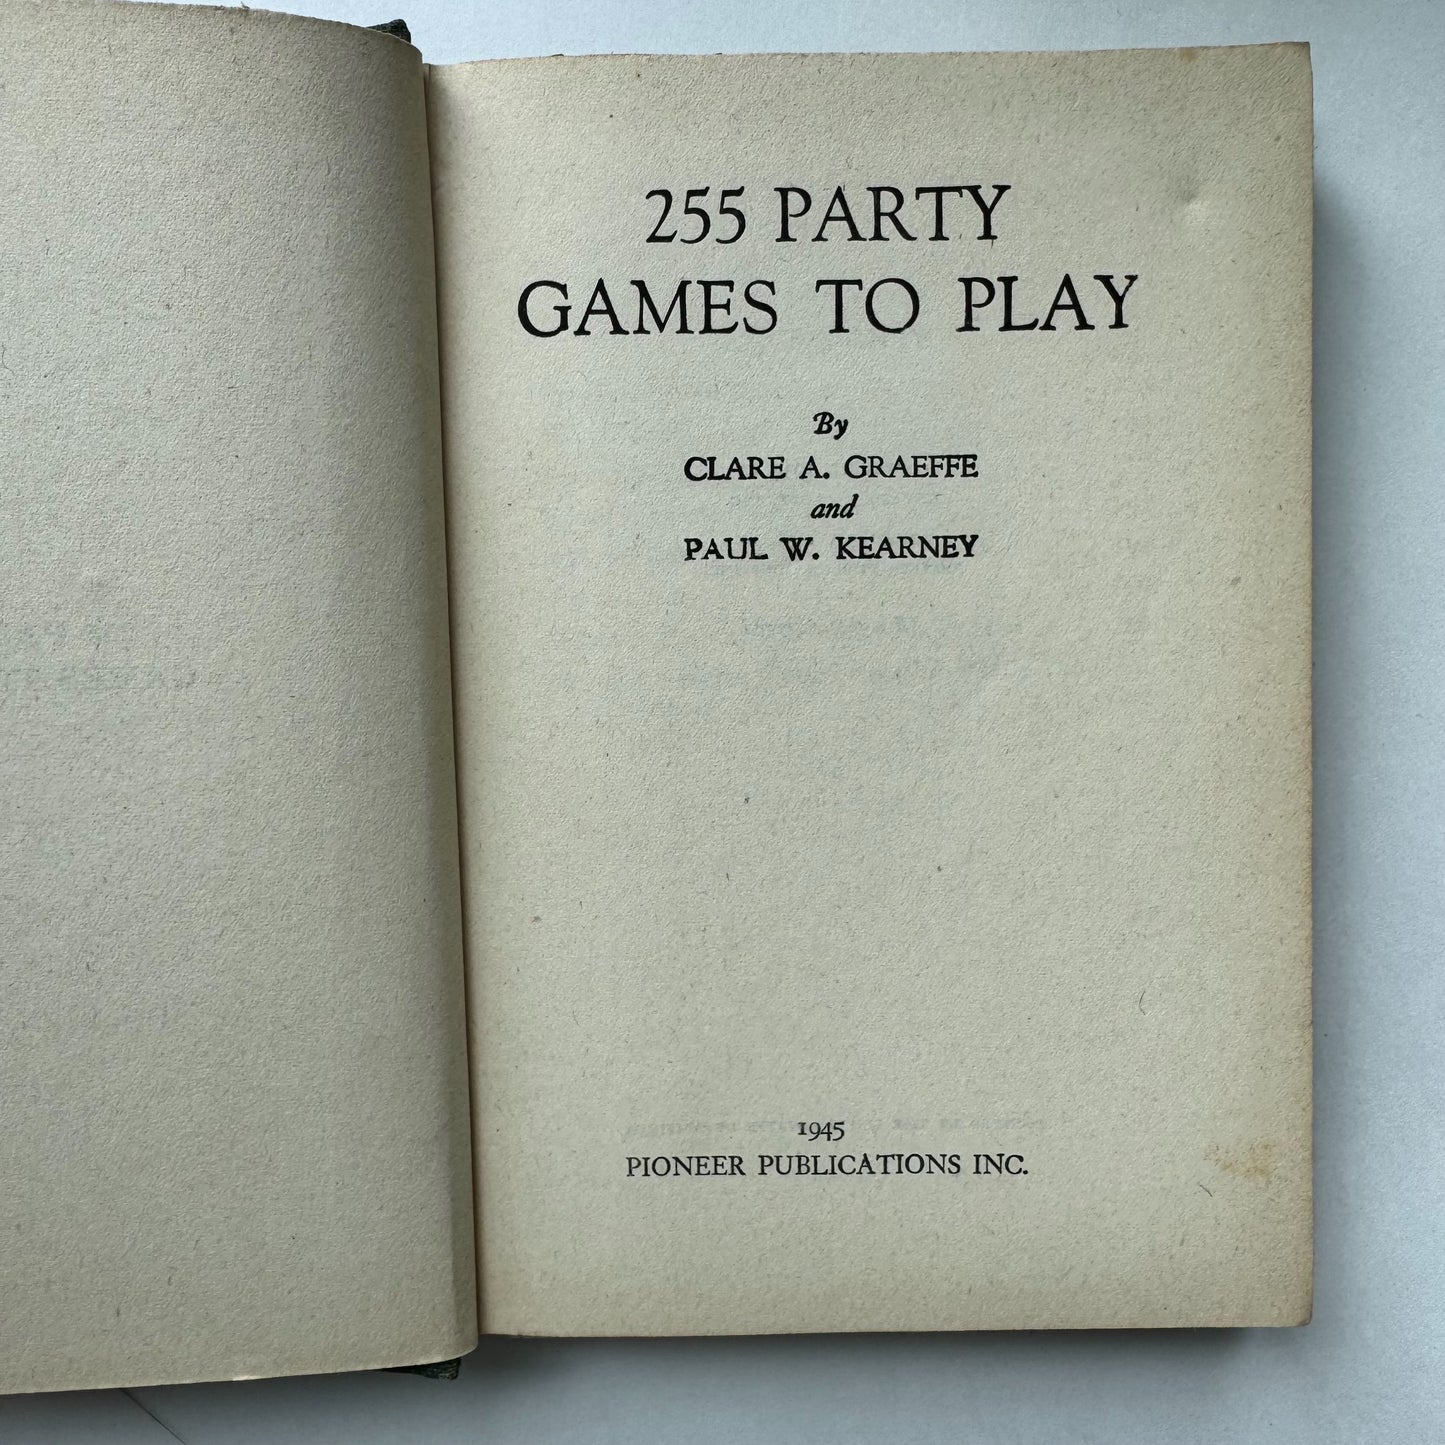 255 PARTY
GAMES TO PLAY
By
CLARE A. GRAEFFE
and
PAUL W. KEARNEY
1945
PIONEER PUBLICATIONS INC.